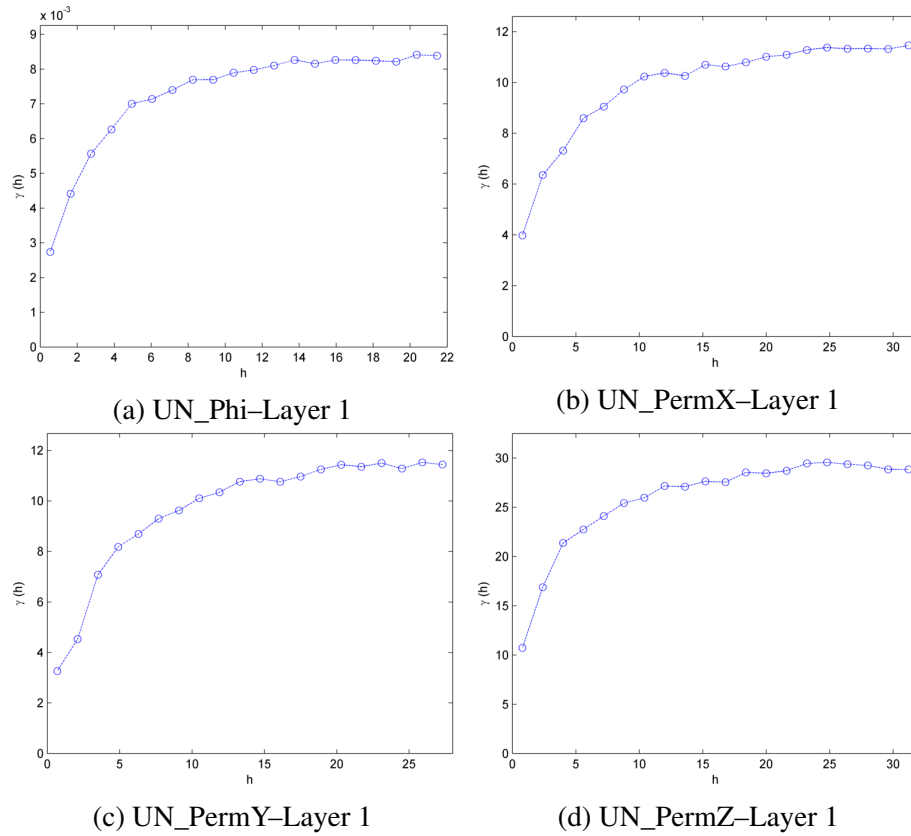 x 10⁻³
9
8
7
6
5
4
3
2
1
0
γ (h)
0 2 4 6 8 10 12 14 16 18 20 22
h
(a) UN_Phi–Layer 1
12
10
8
6
4
2
0
γ (h)
0 5 10 15 20 25 30
h
(b) UN_PermX–Layer 1
12
10
8
6
4
2
0
γ (h)
0 5 10 15 20 25
h
(c) UN_PermY–Layer 1
30
25
20
15
10
5
0
γ (h)
0 5 10 15 20 25 30
h
(d) UN_PermZ–Layer 1